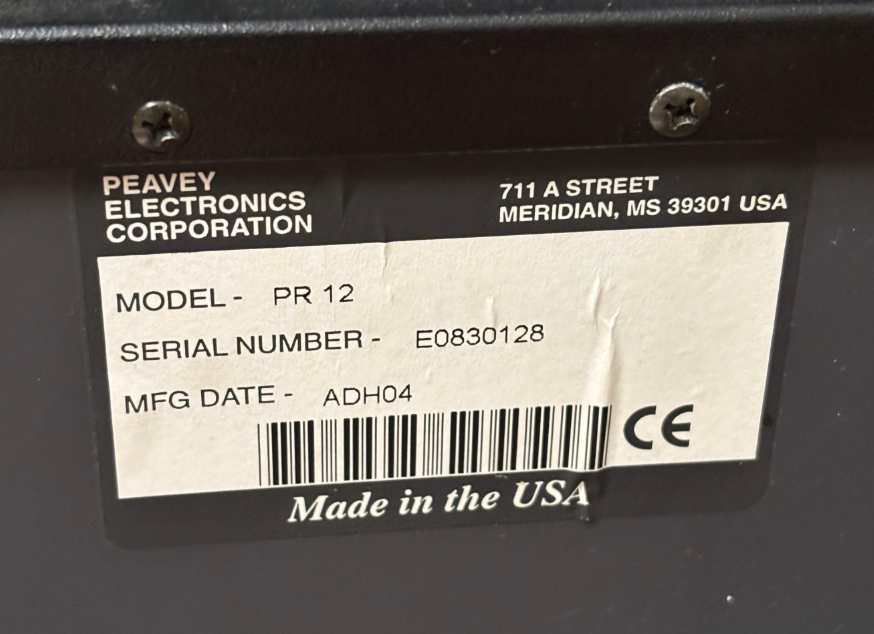 PEAVEY
ELECTRONICS
CORPORATION
711 A STREET
MERIDIAN, MS 39301 USA
MODEL - PR 12
SERIAL NUMBER - E0830128
MFG DATE - ADH04
CE
Made in the USA